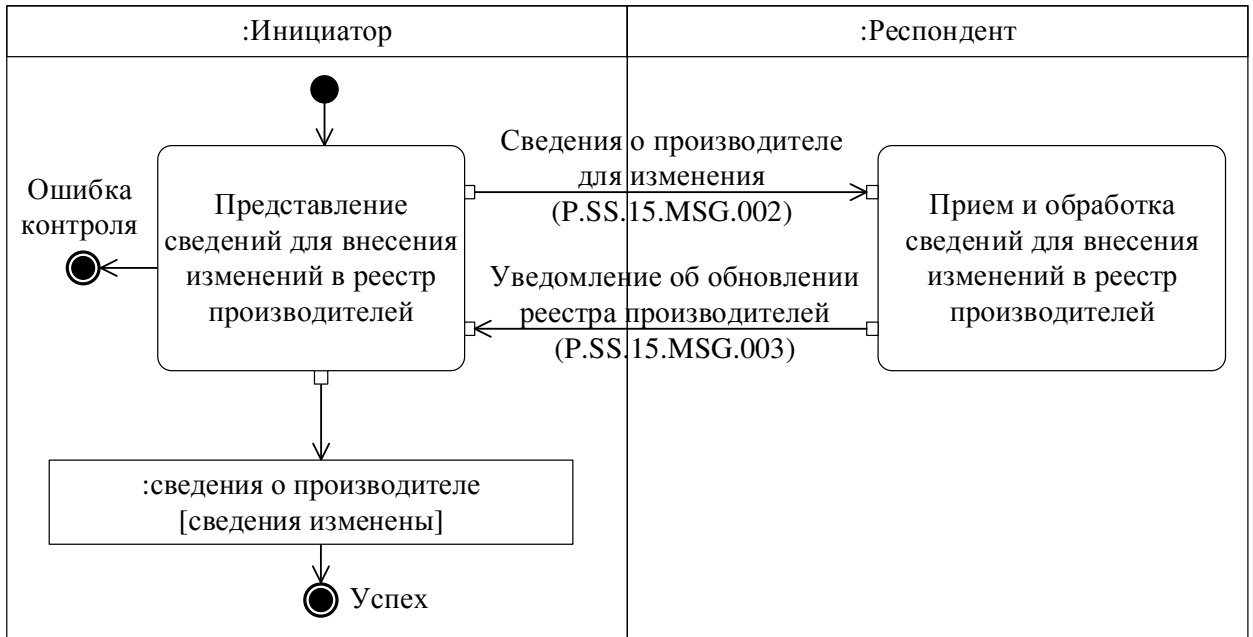 :Инициатор
:Респондент
Ошибка
контроля
Представление
сведений для внесения
изменений в реестр
производителей
Сведения о производителе
для изменения
(P.SS.15.MSG.002)
Уведомление об обновлении
реестра производителей
(P.SS.15.MSG.003)
Прием и обработка
сведений для внесения
изменений в реестр
производителей
:сведения о производителе
[сведения изменены]
Успех